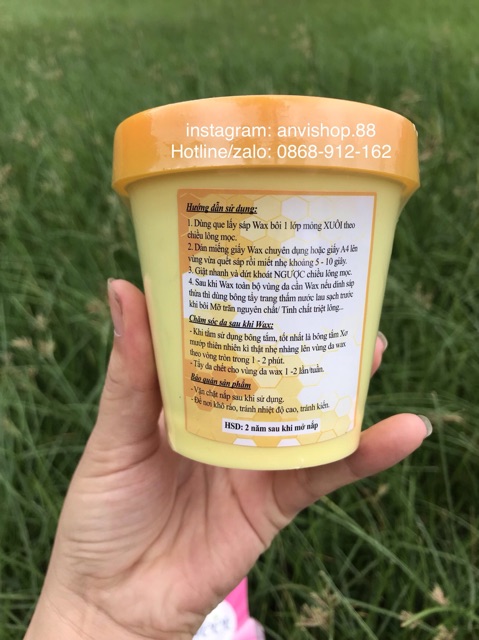 instagram: anvishop.88
Hotline/zalo: 0868-912-162
Hướng dẫn sử dụng:
1. Dùng que lấy sáp Wax bôi 1 lớp mỏng XUÔI theo
chiều lông mọc.
2. Dán miếng giấy Wax chuyên dụng hoặc giấy A4 lên
vùng vừa quết sáp rồi miết nhẹ khoảng 5 - 10 giây.
3. Giật nhanh và dứt khoát NGƯỢC chiều lông mọc.
4. Sau khi Wax toàn bộ vùng da cần Wax nếu dính sáp
thừa thì dùng bông tẩy trang thấm nước lau sạch trước
khi bôi Mỡ trăn nguyên chất/ Tinh chất triệt lông...
Chăm sóc da sau khi Wax:
- Khi tắm sử dụng bông tắm, tốt nhất là bông tắm Xơ
mướp thiên nhiên kì thật nhẹ nhàng lên vùng da wax
theo vòng tròn trong 1 - 2 phút.
- Tẩy da chết cho vùng da wax 1 -2 lần/tuần.
Bảo quản sản phẩm
- Vặn chặt nắp sau khi sử dụng.
- Để nơi khô ráo, tránh nhiệt độ cao, tránh kiến.
HSD: 2 năm sau khi mở nắp